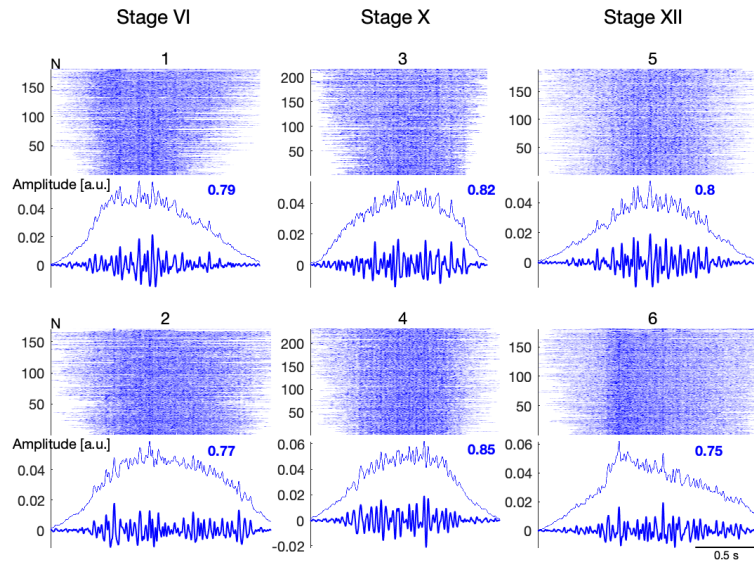 Stage VI Stage X Stage XII
N 1 3 5
150 200 150
100 150 100
50 100 50
50
Amplitude [a.u.] 0.79 0.82 0.8
0.04 0.04 0.04
0.02 0.02 0.02
0 0 0
N 2 4 6
150 200 150
100 150 100
50 100 50
50
Amplitude [a.u.] 0.77 0.85 0.75
0.04 0.06 0.06
0.02 0.04 0.04
0 0.02 0.02
0 0
-0.02
0.5 s